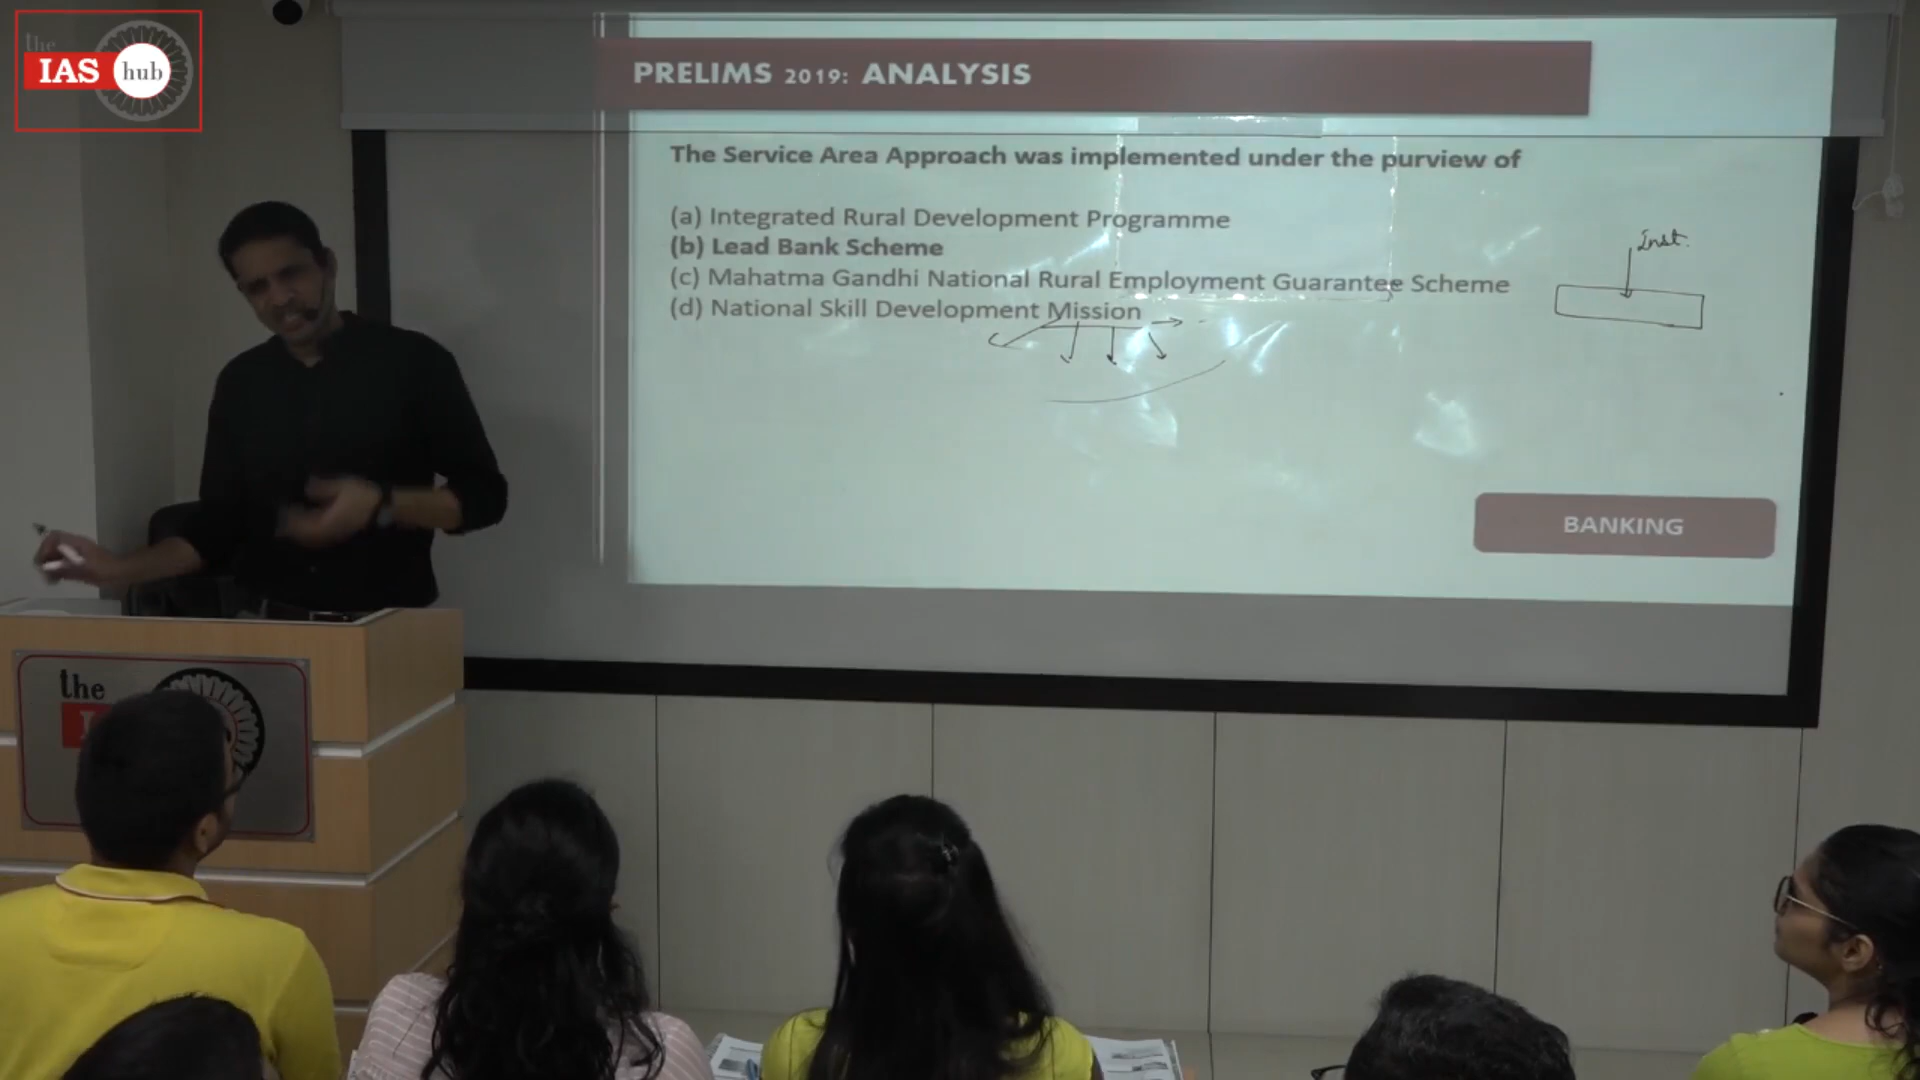 the
IAS hub
PRELIMS 2019: ANALYSIS
The Service Area Approach was implemented under the purview of
(a) Integrated Rural Development Programme
(b) Lead Bank Scheme
(c) Mahatma Gandhi National Rural Employment Guarantee Scheme
(d) National Skill Development Mission
Inst.
BANKING
the